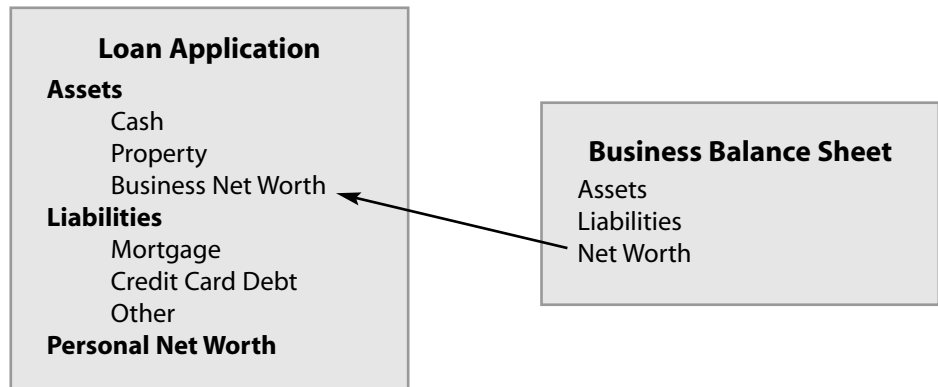 Loan Application
Assets
Cash
Property
Business Net Worth
Liabilities
Mortgage
Credit Card Debt
Other
Personal Net Worth
Business Balance Sheet
Assets
Liabilities
Net Worth